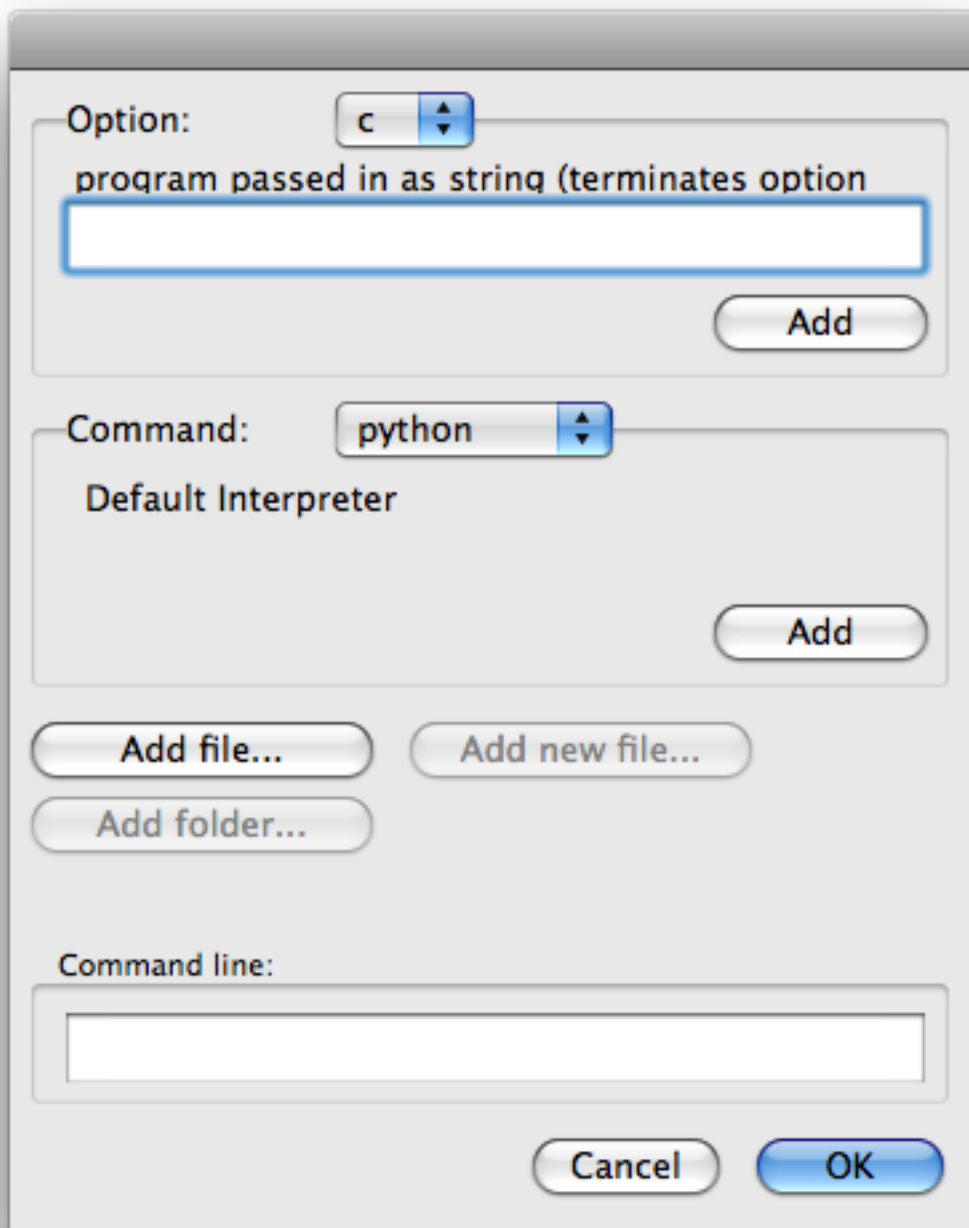 Option: c
program passed in as string (terminates option
Add
Command: python
Default Interpreter
Add
Add file... Add new file...
Add folder...
Command line:
Cancel OK